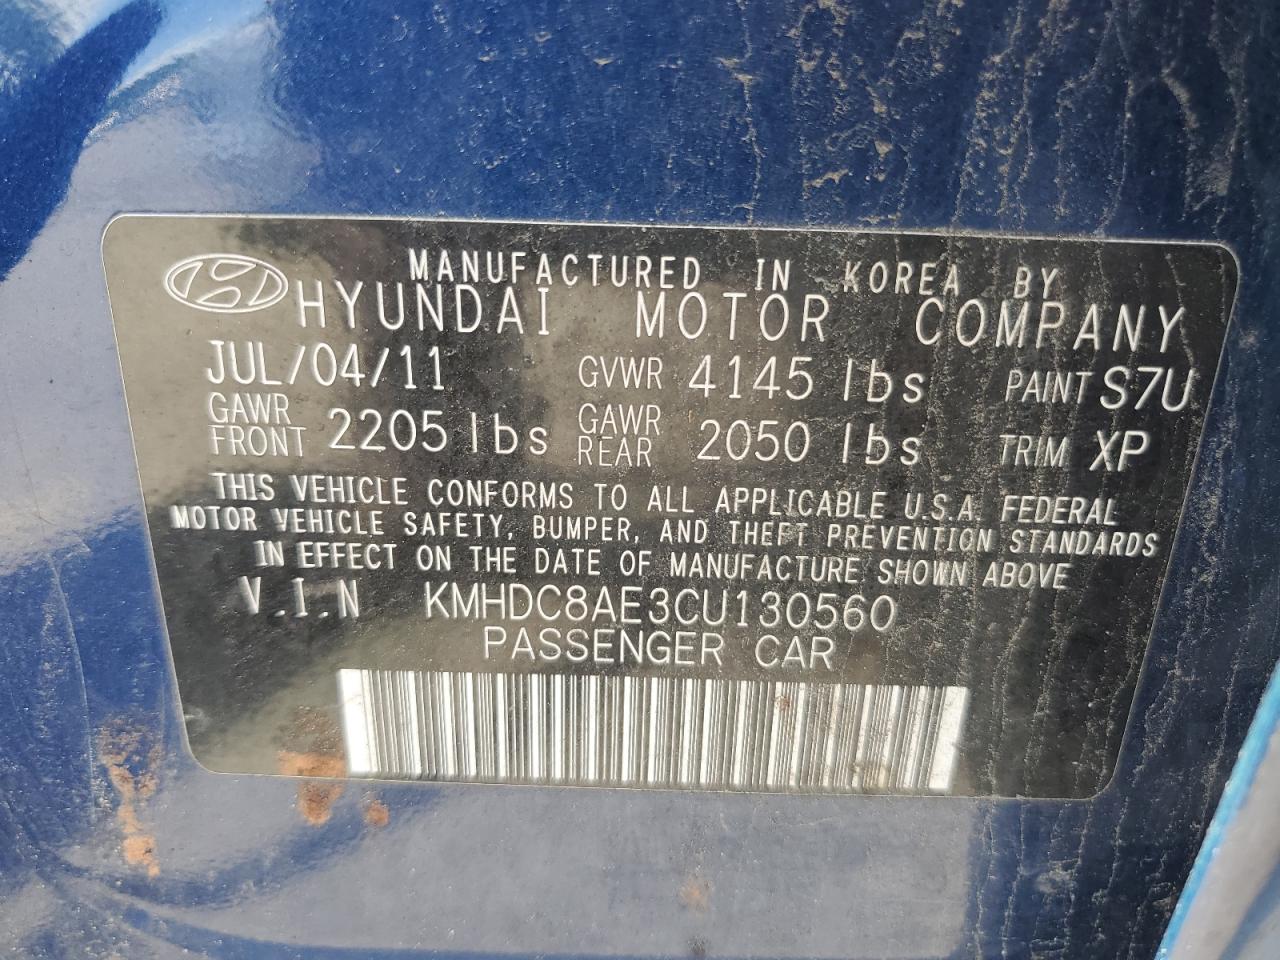 MANUFACTURED IN KOREA BY
HYUNDAI MOTOR COMPANY
JUL/04/11 GVWR 4145 lbs PAINT S7U
GAWR FRONT 2205 lbs GAWR REAR 2050 lbs TRIM XP
THIS VEHICLE CONFORMS TO ALL APPLICABLE U.S.A. FEDERAL
MOTOR VEHICLE SAFETY, BUMPER, AND THEFT PREVENTION STANDARDS
IN EFFECT ON THE DATE OF MANUFACTURE SHOWN ABOVE
V.I.N KMHDC8AE3CU130560
PASSENGER CAR